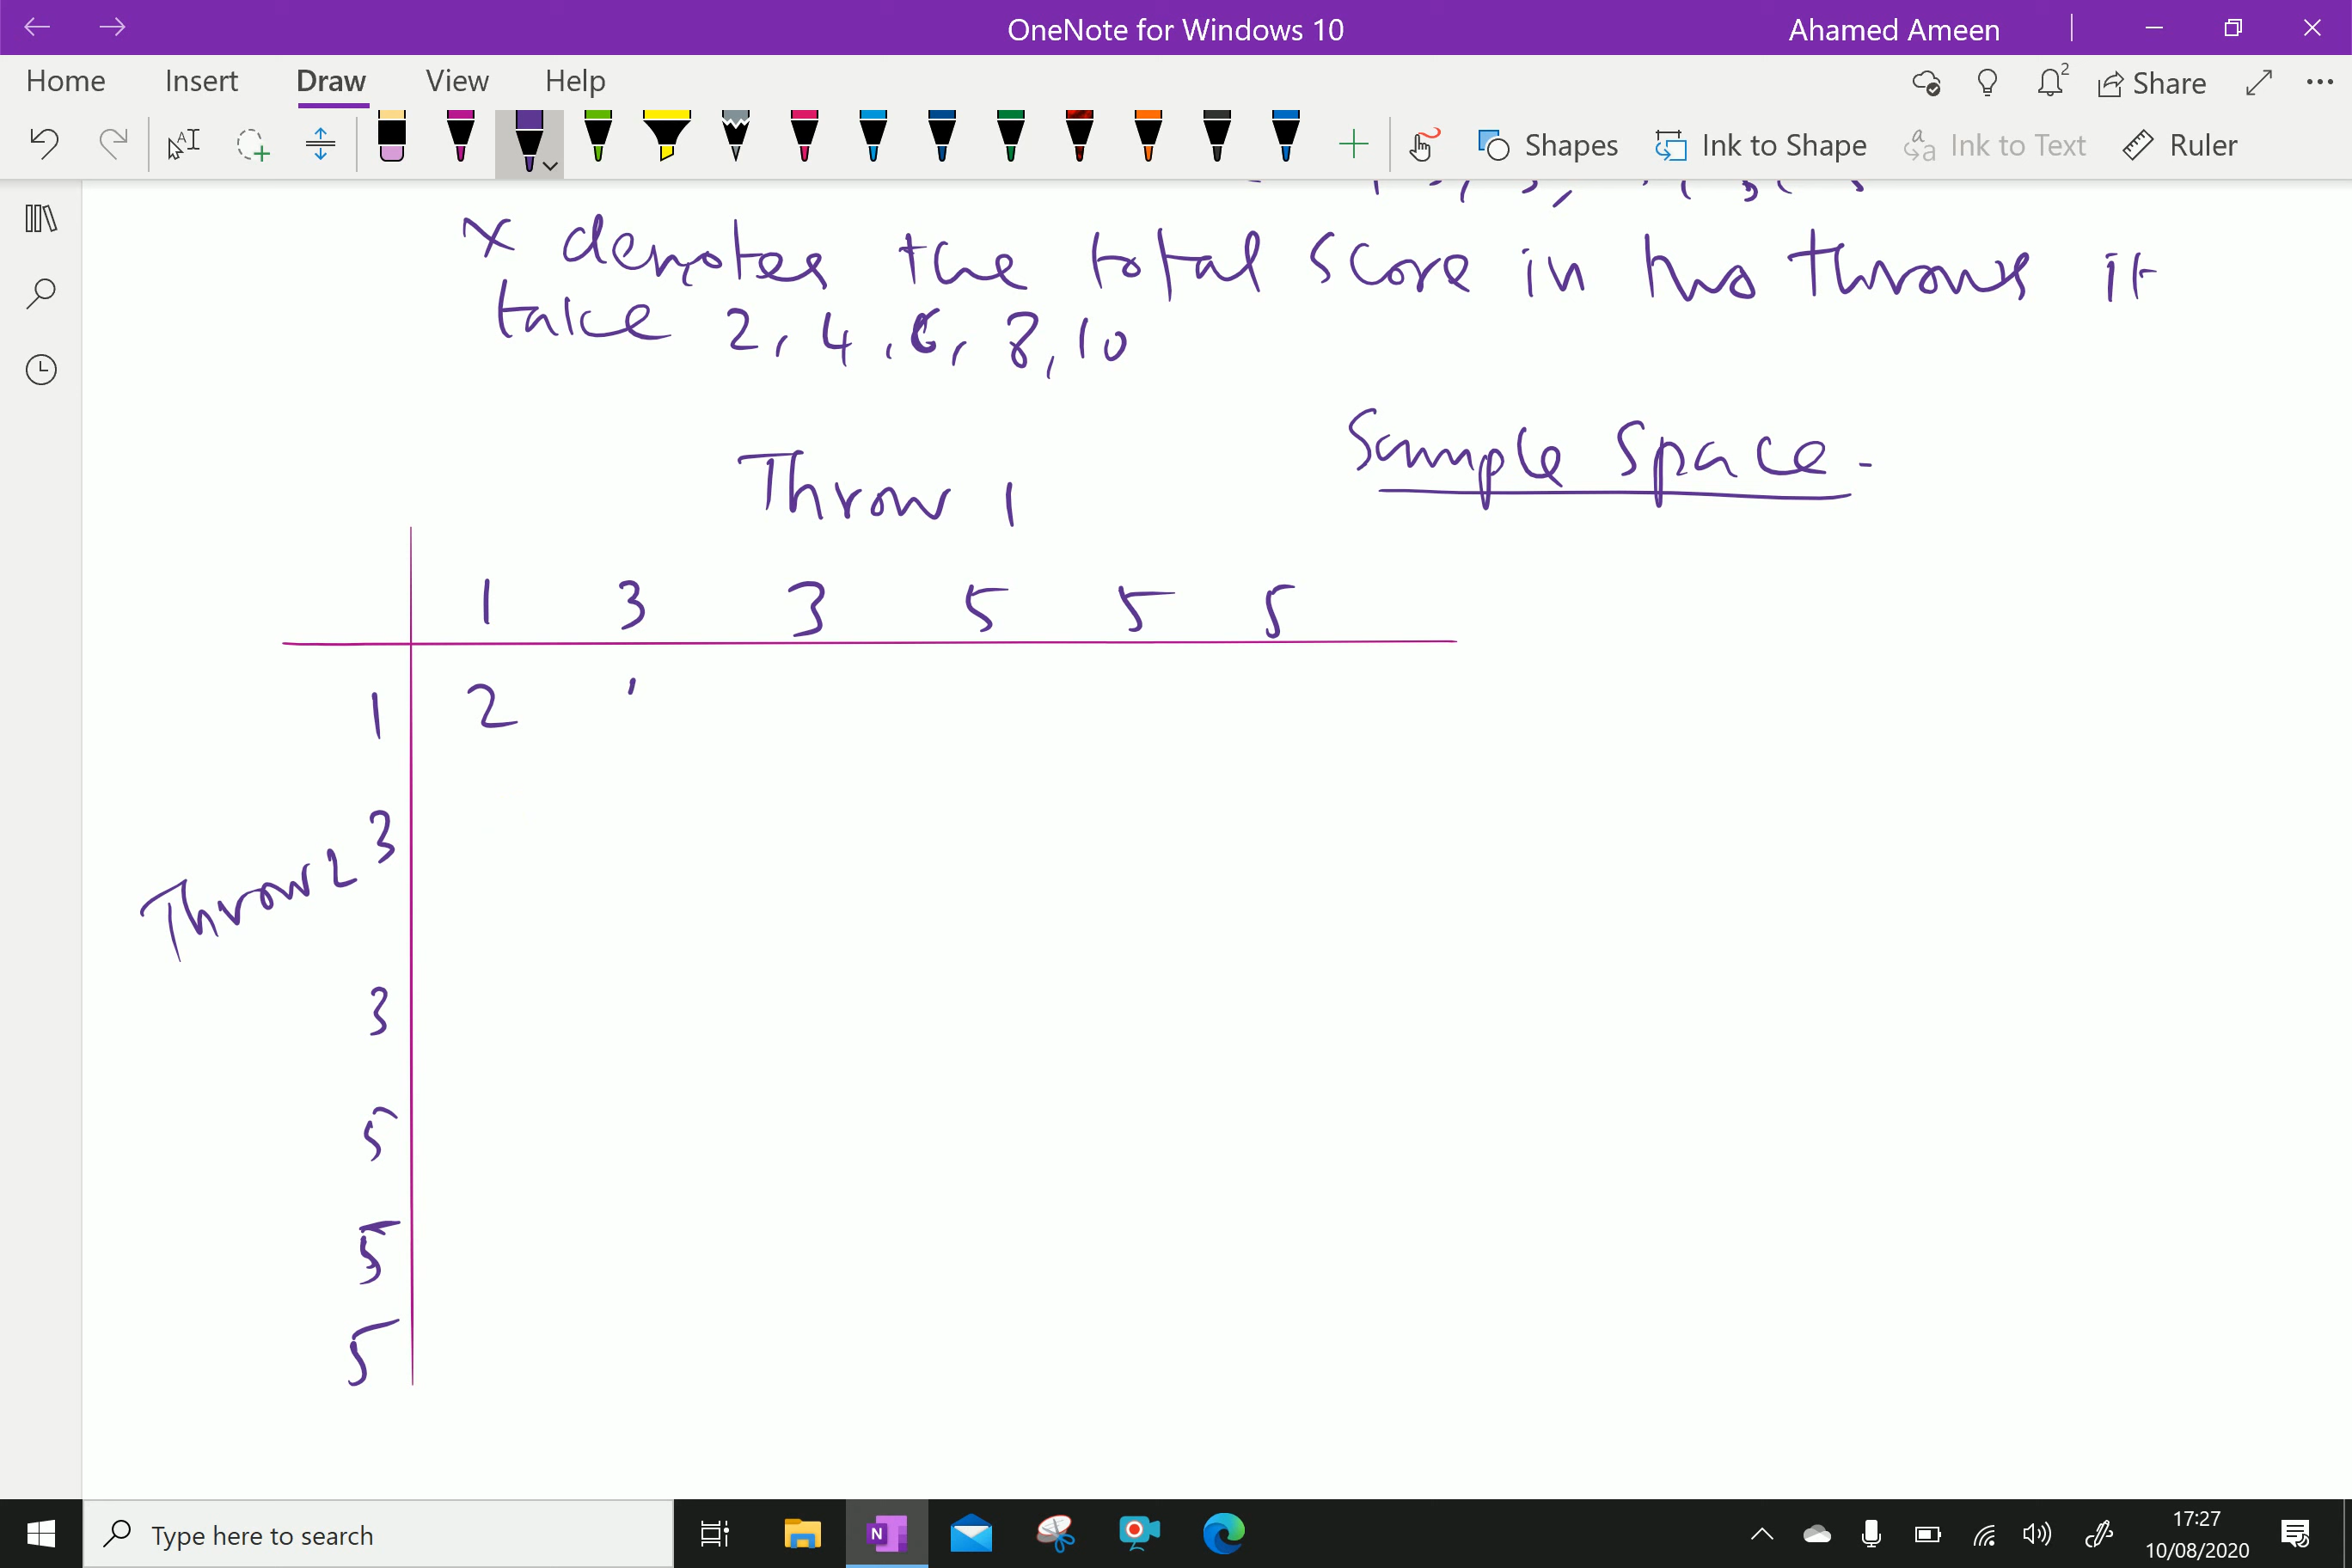 OneNote for Windows 10
Ahamed Ameen
Home Insert Draw View Help
2
Share
Shapes Ink to Shape Ink to Text Ruler
x denotes the total score in two throws it
take 2, 4, 6, 8, 10
Sample Space -
Throw 1
1 3 3 5 5 5
1 2
3
Throw 2
3
5
5
5
Type here to search
17:27
10/08/2020